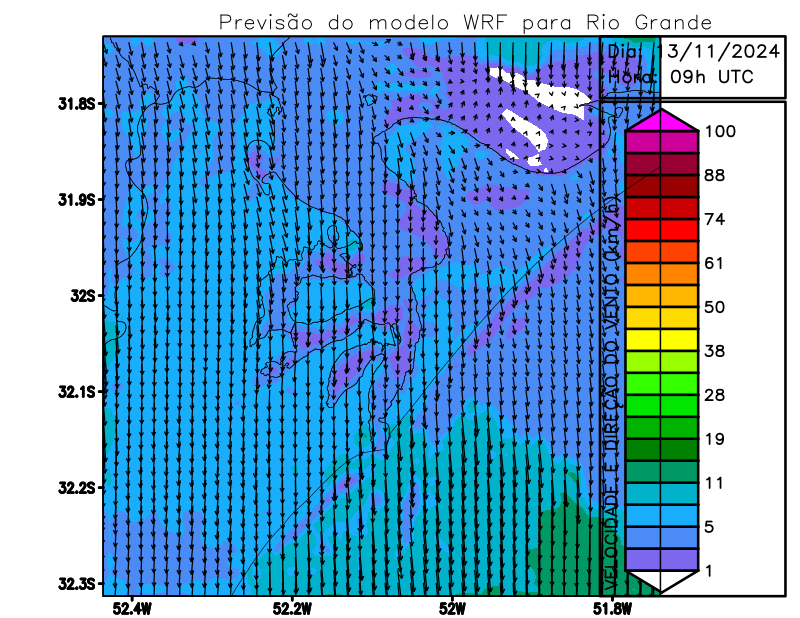 Previsão do modelo WRF para Rio Grande
Dia: 13/11/2024
Hora: 09h UTC
31.8S
31.9S
32S
32.1S
32.2S
32.3S
52.4W
52.2W
52W
51.8W
VELOCIDADE E DIREÇÃO DO VENTO (km/h)
100
88
74
61
50
38
28
19
11
5
1